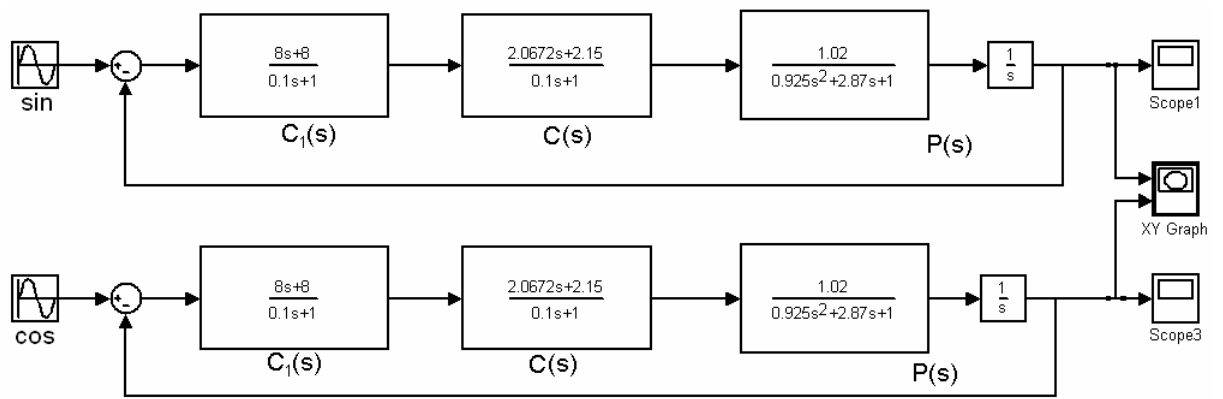 sin
8s+8
0.1s+1
C₁(s)
2.0672s+2.15
0.1s+1
C(s)
1.02
0.925s²+2.87s+1
P(s)
1
s
Scope1
XY Graph
cos
8s+8
0.1s+1
C₁(s)
2.0672s+2.15
0.1s+1
C(s)
1.02
0.925s²+2.87s+1
P(s)
1
s
Scope3